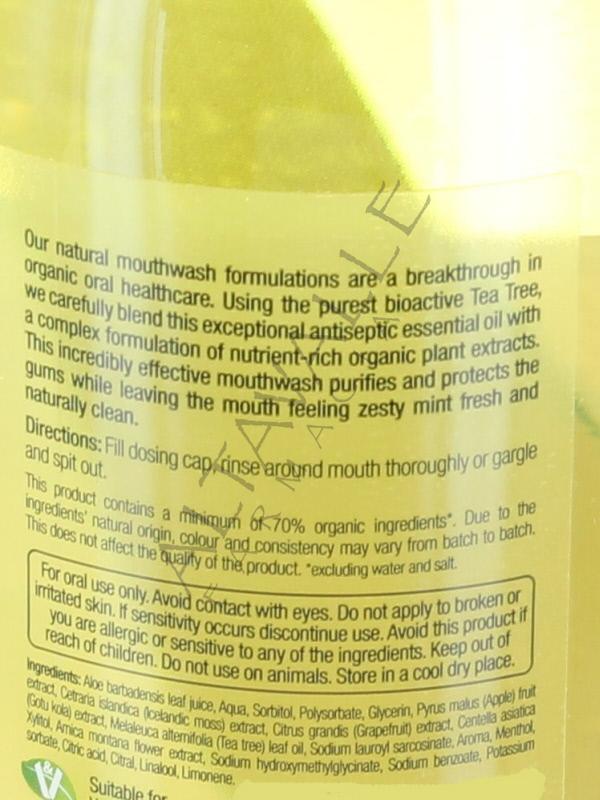 Our natural mouthwash formulations are a breakthrough in
organic oral healthcare. Using the purest bioactive Tea Tree,
we carefully blend this exceptional antiseptic essential oil with
a complex formulation of nutrient-rich organic plant extracts.
This incredibly effective mouthwash purifies and protects the
gums while leaving the mouth feeling zesty mint fresh and
naturally clean.
Directions: Fill dosing cap, rinse around mouth thoroughly or gargle
and spit out.
This product contains a minimum of 70% organic ingredients*. Due to the
ingredients' natural origin, colour and consistency may vary from batch to batch.
This does not affect the quality of the product. *excluding water and salt.
For oral use only. Avoid contact with eyes. Do not apply to broken or
irritated skin. If sensitivity occurs discontinue use. Avoid this product if
you are allergic or sensitive to any of the ingredients. Keep out of
reach of children. Do not use on animals. Store in a cool dry place.
Ingredients: Aloe barbadensis leaf juice, Aqua, Sorbitol, Polysorbate, Glycerin, Pyrus malus (Apple) fruit
extract, Cetraria islandica (Icelandic moss) extract, Citrus grandis (Grapefruit) extract, Centella asiatica
(Gotu kola) extract, Melaleuca alternifolia (Tea tree) leaf oil, Sodium lauroyl sarcosinate, Aroma, Menthol,
Xylitol, Arnica montana flower extract, Sodium hydroxymethylglycinate, Sodium benzoate, Potassium
sorbate, Citric acid, Citral, Linalool, Limonene.
Suitable for
ALTAVALLE
FARNACIA